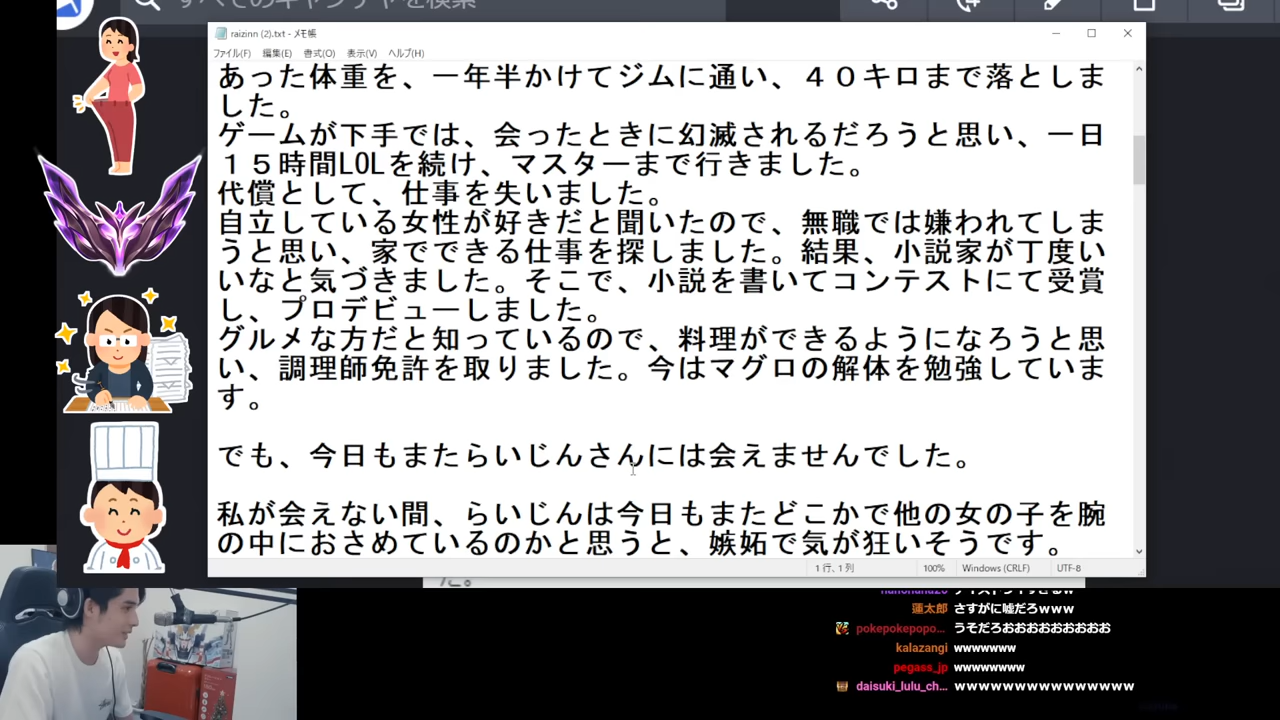 すべてのキャプチャを検索
raizinn (2).txt - メモ帳
ファイル(F) 編集(E) 書式(O) 表示(V) ヘルプ(H)
あった体重を、一年半かけてジムに通い、４０キロまで落としま
した。
ゲームが下手では、会ったときに幻滅されるだろうと思い、一日
１５時間LOLを続け、マスターまで行きました。
代償として、仕事を失いました。
自立している女性が好きだと聞いたので、無職では嫌われてしま
うと思い、家でできる仕事を探しました。結果、小説家が丁度い
いなと気づきました。そこで、小説を書いてコンテストにて受賞
し、プロデビューしました。
グルメな方だと知っているので、料理ができるようになろうと思
い、調理師免許を取りました。今はマグロの解体を勉強していま
す。
でも、今日もまたらいじんさんには会えませんでした。
私が会えない間、らいじんは今日もまたどこかで他の女の子を腕
の中におさめているのかと思うと、嫉妬で気が狂いそうです。
1 行、1 列 100% Windows (CRLF) UTF-8
た。
蓮太郎 さすがに嘘だろｗｗｗ
pokepokepopo... うそだろおおおおおおおおお
kalazangi wwwwwww
pegass_jp wwwwwwww
daisuki_lulu_ch... ｗｗｗｗｗｗｗｗｗｗｗｗｗｗｗ